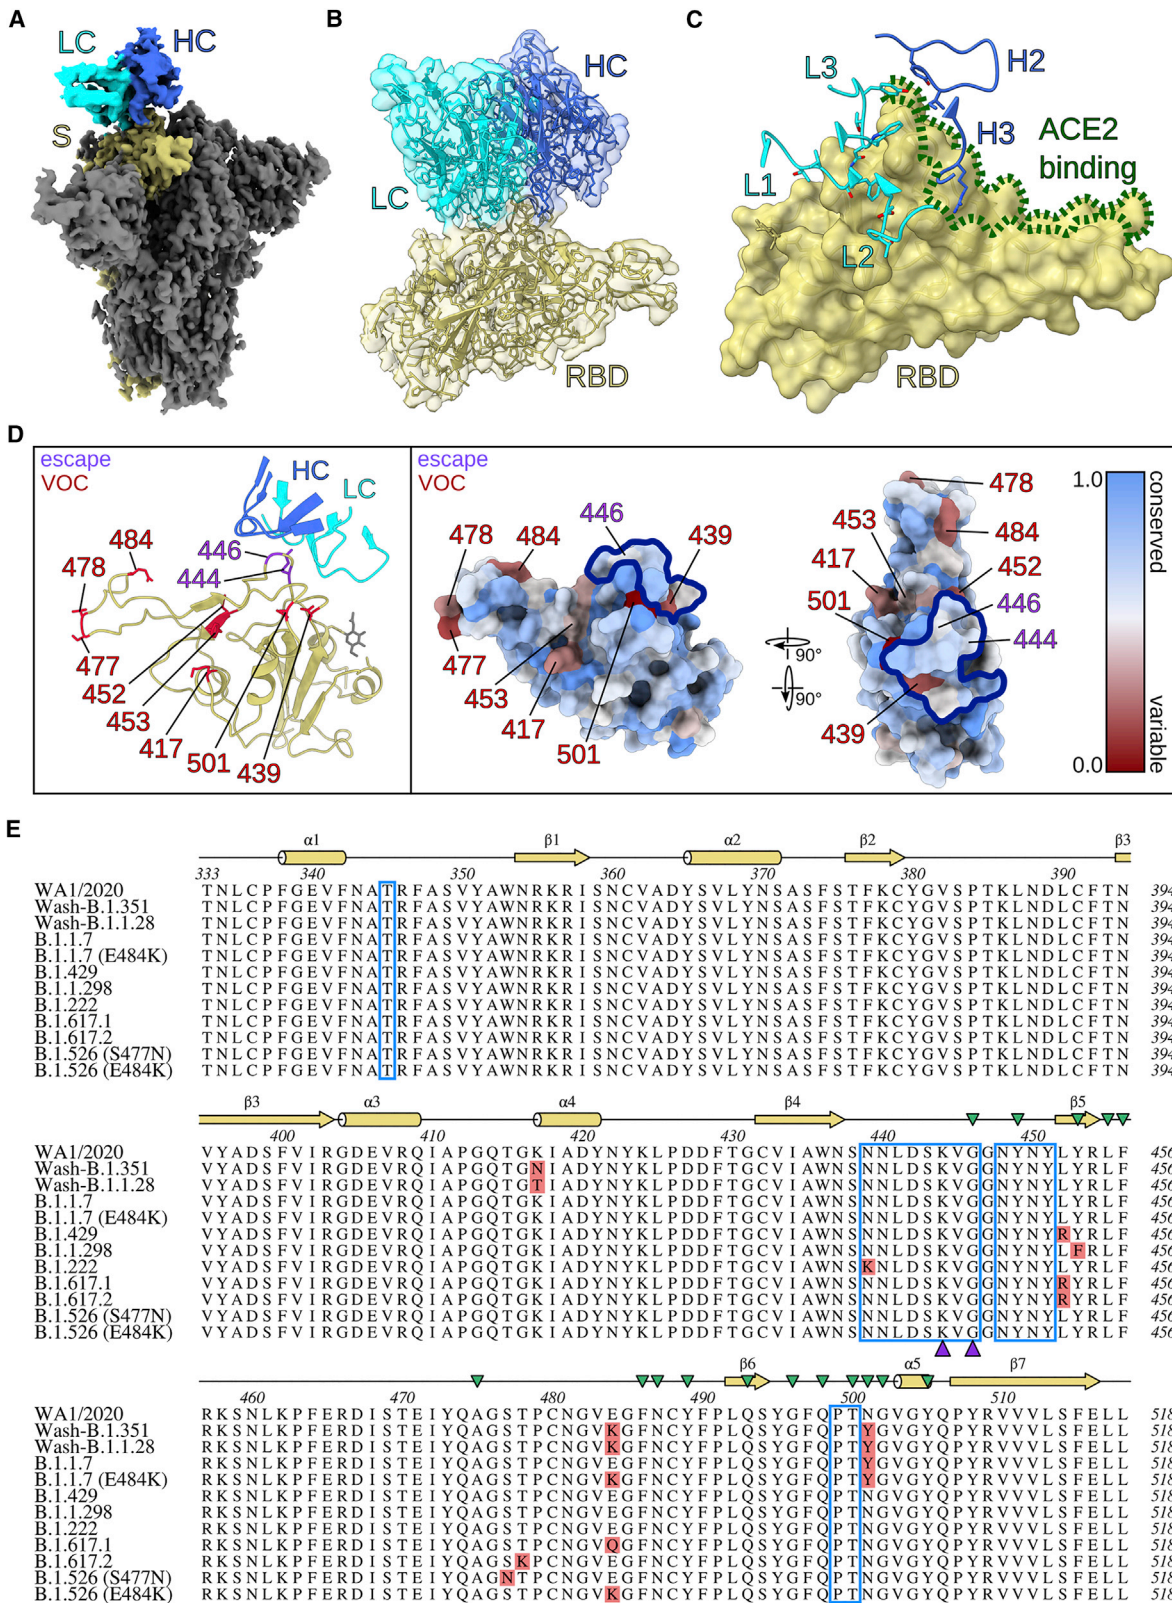 A
LC
HC
S
B
HC
LC
RBD
C
L3
H2
H3
ACE2
binding
L1
L2
RBD
D
escape
VOC
HC
LC
484
446
478
444
477
452
453
417
501
439
escape
VOC
446
478
484
439
477
453
417
501
90°
90°
478
453
484
417
452
501
446
444
439
1.0
conserved
variable
0.0
E
α1
β1
α2
β2
β3
333 340 350 360 370 380 390
WA1/2020 TNLCPFGEVFNATRFASVYAWNRKRISNCVADYSVLYNSASFSTFKCYGVSPTKLNDLCFTN 394
Wash-B.1.351 TNLCPFGEVFNATRFASVYAWNRKRISNCVADYSVLYNSASFSTFKCYGVSPTKLNDLCFTN 394
Wash-B.1.1.28 TNLCPFGEVFNATRFASVYAWNRKRISNCVADYSVLYNSASFSTFKCYGVSPTKLNDLCFTN 394
B.1.1.7 TNLCPFGEVFNATRFASVYAWNRKRISNCVADYSVLYNSASFSTFKCYGVSPTKLNDLCFTN 394
B.1.1.7 (E484K) TNLCPFGEVFNATRFASVYAWNRKRISNCVADYSVLYNSASFSTFKCYGVSPTKLNDLCFTN 394
B.1.429 TNLCPFGEVFNATRFASVYAWNRKRISNCVADYSVLYNSASFSTFKCYGVSPTKLNDLCFTN 394
B.1.1.298 TNLCPFGEVFNATRFASVYAWNRKRISNCVADYSVLYNSASFSTFKCYGVSPTKLNDLCFTN 394
B.1.222 TNLCPFGEVFNATRFASVYAWNRKRISNCVADYSVLYNSASFSTFKCYGVSPTKLNDLCFTN 394
B.1.617.1 TNLCPFGEVFNATRFASVYAWNRKRISNCVADYSVLYNSASFSTFKCYGVSPTKLNDLCFTN 394
B.1.617.2 TNLCPFGEVFNATRFASVYAWNRKRISNCVADYSVLYNSASFSTFKCYGVSPTKLNDLCFTN 394
B.1.526 (S477N) TNLCPFGEVFNATRFASVYAWNRKRISNCVADYSVLYNSASFSTFKCYGVSPTKLNDLCFTN 394
B.1.526 (E484K) TNLCPFGEVFNATRFASVYAWNRKRISNCVADYSVLYNSASFSTFKCYGVSPTKLNDLCFTN 394
β3
α3
α4
β4
β5
400 410 420 430 440 450
WA1/2020 VYADSFVIRGDEVRQIAPGQTGKIADYNYKLPDDFTGCVIAWNSNNLDSKVGGNYNYLYRLF 456
Wash-B.1.351 VYADSFVIRGDEVRQIAPGQTGNIADYNYKLPDDFTGCVIAWNSNNLDSKVGGNYNYLYRLF 456
Wash-B.1.1.28 VYADSFVIRGDEVRQIAPGQTGTIADYNYKLPDDFTGCVIAWNSNNLDSKVGGNYNYLYRLF 456
B.1.1.7 VYADSFVIRGDEVRQIAPGQTGKIADYNYKLPDDFTGCVIAWNSNNLDSKVGGNYNYLYRLF 456
B.1.1.7 (E484K) VYADSFVIRGDEVRQIAPGQTGKIADYNYKLPDDFTGCVIAWNSNNLDSKVGGNYNYLYRLF 456
B.1.429 VYADSFVIRGDEVRQIAPGQTGKIADYNYKLPDDFTGCVIAWNSNNLDSKVGGNYNYRYRLF 456
B.1.1.298 VYADSFVIRGDEVRQIAPGQTGKIADYNYKLPDDFTGCVIAWNSNNLDSKVGGNYNYLFRLF 456
B.1.222 VYADSFVIRGDEVRQIAPGQTGKIADYNYKLPDDFTGCVIAWNSKNLDSKVGGNYNYLYRLF 456
B.1.617.1 VYADSFVIRGDEVRQIAPGQTGKIADYNYKLPDDFTGCVIAWNSNNLDSKVGGNYNYRYRLF 456
B.1.617.2 VYADSFVIRGDEVRQIAPGQTGKIADYNYKLPDDFTGCVIAWNSNNLDSKVGGNYNYRYRLF 456
B.1.526 (S477N) VYADSFVIRGDEVRQIAPGQTGKIADYNYKLPDDFTGCVIAWNSNNLDSKVGGNYNYLYRLF 456
B.1.526 (E484K) VYADSFVIRGDEVRQIAPGQTGKIADYNYKLPDDFTGCVIAWNSNNLDSKVGGNYNYLYRLF 456
β6
α5
β7
460 470 480 490 500 510
WA1/2020 RKSNLKPFERDISTEIYQAGSTPCNGVEGFNCYFPLQSYGFQPTNGVGYQPYRVVVLSFELL 518
Wash-B.1.351 RKSNLKPFERDISTEIYQAGSTPCNGVKGFNCYFPLQSYGFQPTYGVGYQPYRVVVLSFELL 518
Wash-B.1.1.28 RKSNLKPFERDISTEIYQAGSTPCNGVKGFNCYFPLQSYGFQPTYGVGYQPYRVVVLSFELL 518
B.1.1.7 RKSNLKPFERDISTEIYQAGSTPCNGVEGFNCYFPLQSYGFQPTYGVGYQPYRVVVLSFELL 518
B.1.1.7 (E484K) RKSNLKPFERDISTEIYQAGSTPCNGVKGFNCYFPLQSYGFQPTYGVGYQPYRVVVLSFELL 518
B.1.429 RKSNLKPFERDISTEIYQAGSTPCNGVEGFNCYFPLQSYGFQPTNGVGYQPYRVVVLSFELL 518
B.1.1.298 RKSNLKPFERDISTEIYQAGSTPCNGVEGFNCYFPLQSYGFQPTNGVGYQPYRVVVLSFELL 518
B.1.222 RKSNLKPFERDISTEIYQAGSTPCNGVEGFNCYFPLQSYGFQPTNGVGYQPYRVVVLSFELL 518
B.1.617.1 RKSNLKPFERDISTEIYQAGSTPCNGVQGFNCYFPLQSYGFQPTNGVGYQPYRVVVLSFELL 518
B.1.617.2 RKSNLKPFERDISTEIYQAGSKPCNGVEGFNCYFPLQSYGFQPTNGVGYQPYRVVVLSFELL 518
B.1.526 (S477N) RKSNLKPFERDISTEIYQAGNTPCNGVEGFNCYFPLQSYGFQPTNGVGYQPYRVVVLSFELL 518
B.1.526 (E484K) RKSNLKPFERDISTEIYQAGSTPCNGVKGFNCYFPLQSYGFQPTNGVGYQPYRVVVLSFELL 518